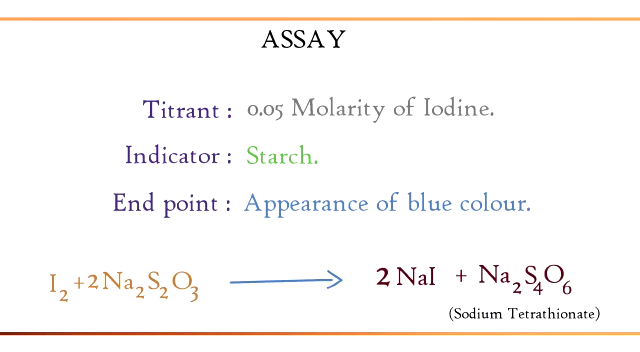 ASSAY
Titrant : 0.05 Molarity of Iodine.
Indicator : Starch.
End point : Appearance of blue colour.
I₂ + 2 Na₂S₂O₃ ⟶ 2 NaI + Na₂S₄O₆
(Sodium Tetrathionate)